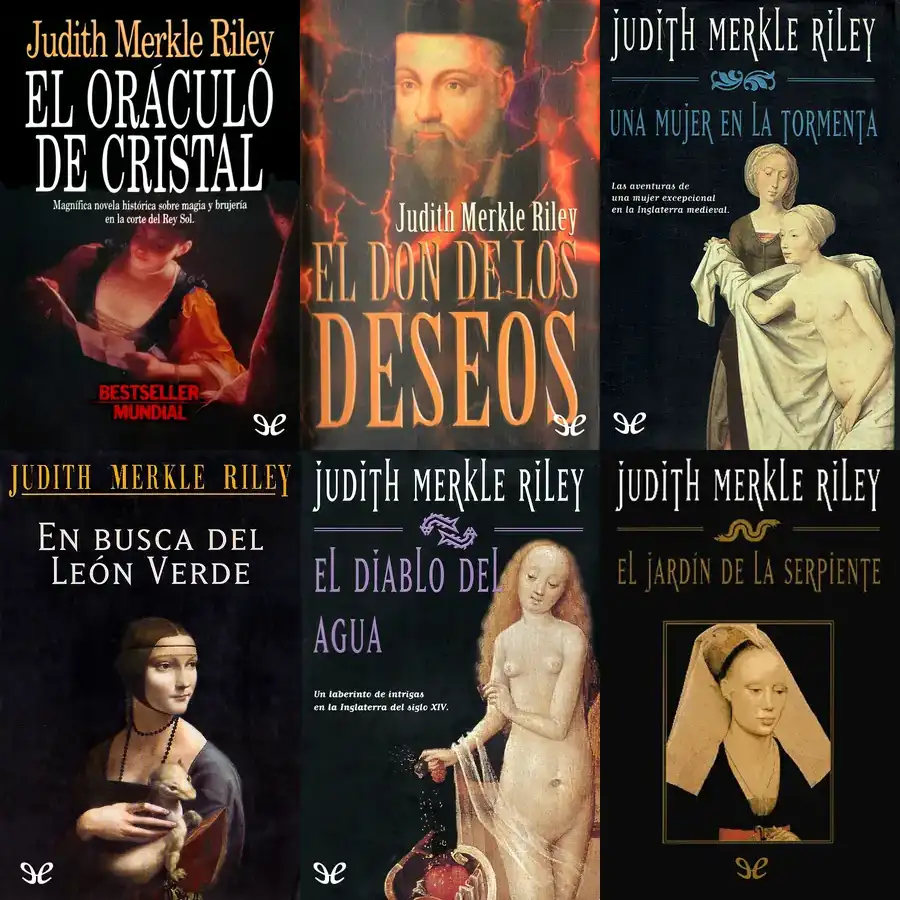 Judith Merkle Riley
EL ORÁCULO
DE CRISTAL
Magnífica novela histórica sobre magia y brujería
en la corte del Rey Sol.
BESTSELLER
MUNDIAL
Judith Merkle Riley
EL DON DE LOS
DESEOS
JUDITH MERKLE RILEY
UNA MUJER EN LA TORMENTA
Las aventuras de
una mujer excepcional
en la Inglaterra medieval.
JUDITH MERKLE RILEY
EN BUSCA DEL
LEÓN VERDE
JUDITH MERKLE RILEY
EL DIABLO DEL
AGUA
Un laberinto de intrigas
en la Inglaterra del siglo XIV.
JUDITH MERKLE RILEY
EL JARDÍN DE LA SERPIENTE